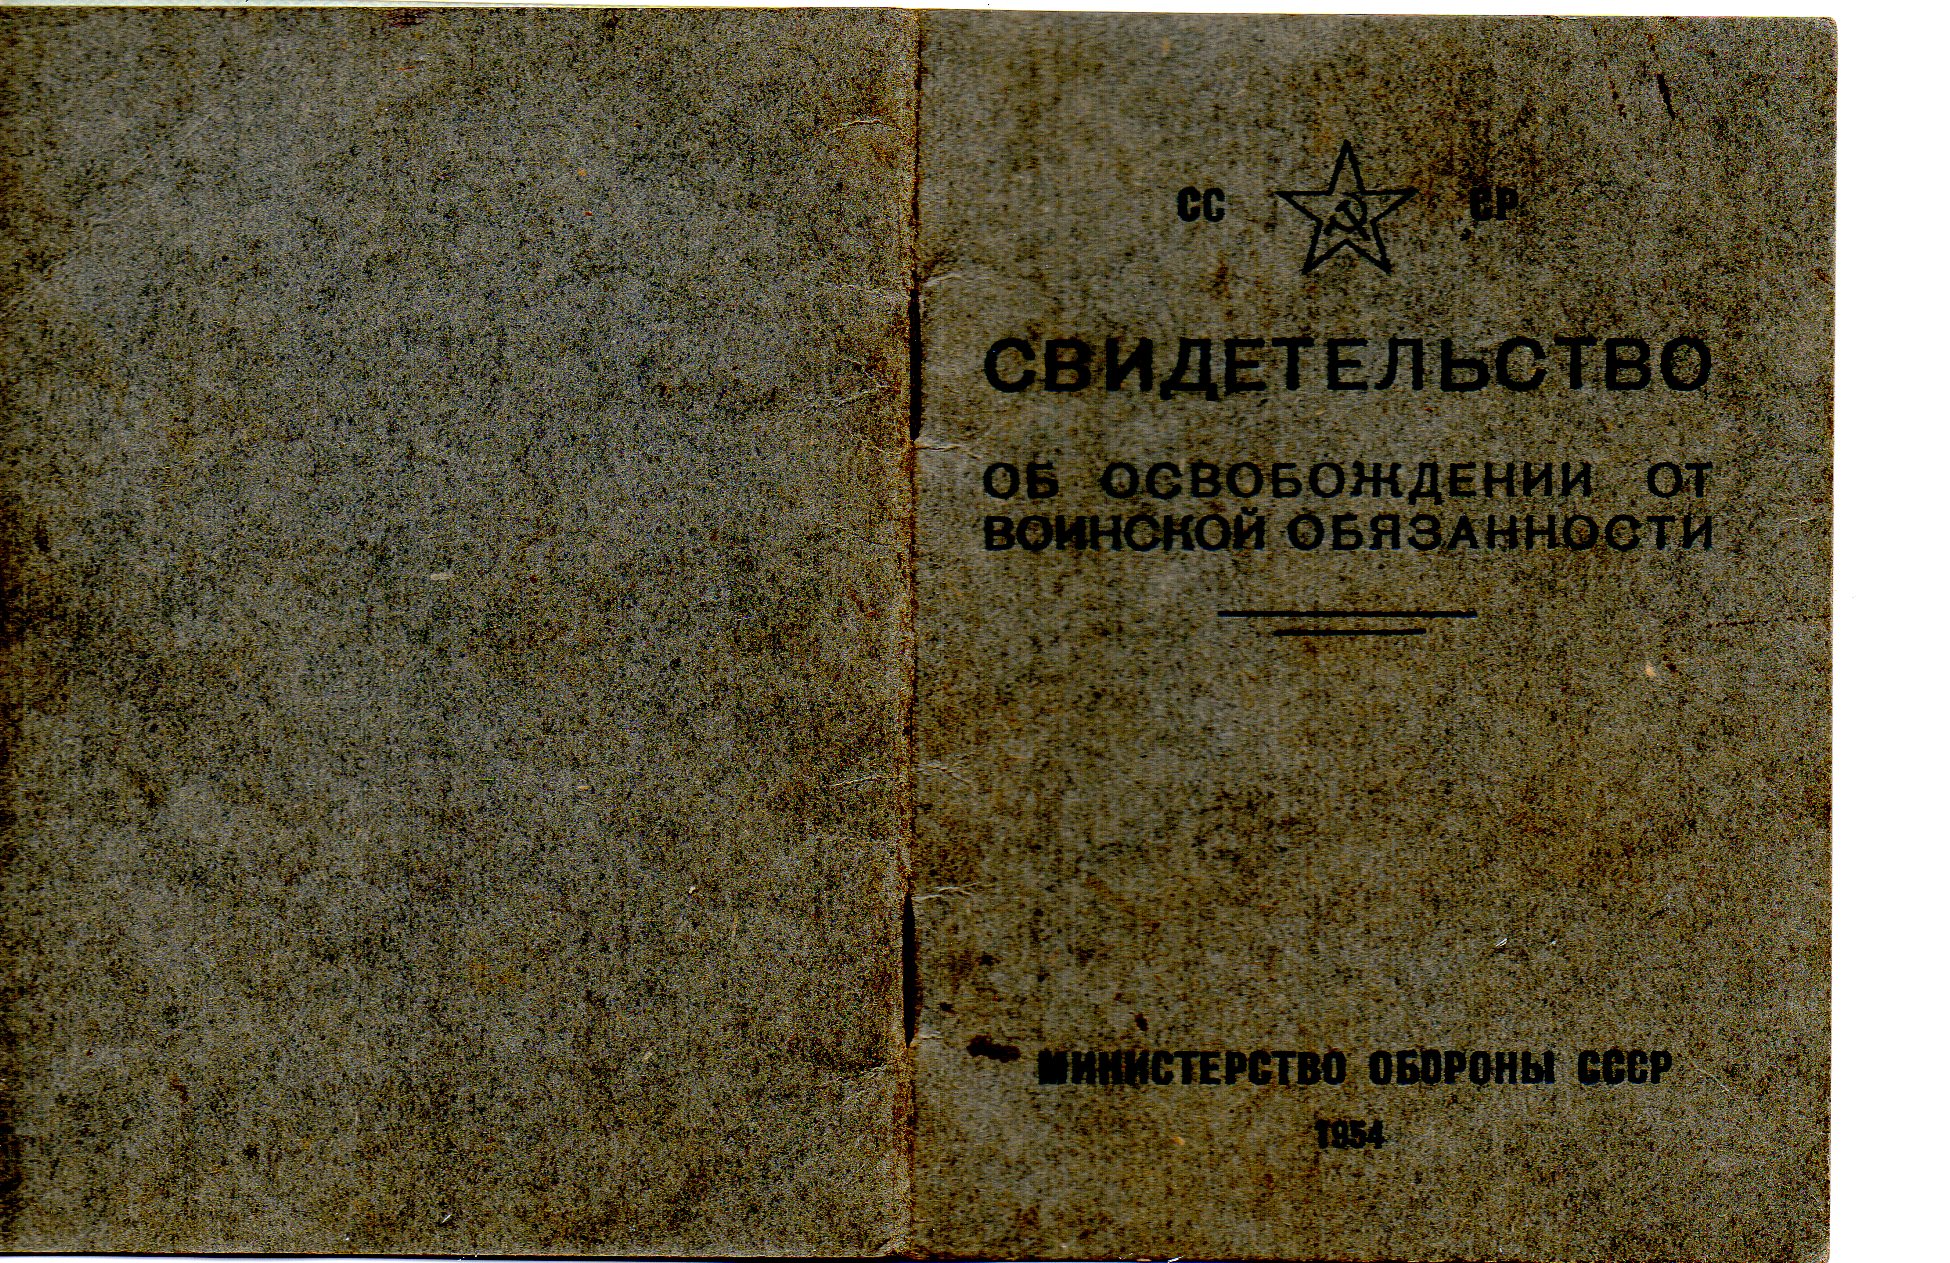 СС СР
СВИДЕТЕЛЬСТВО
ОБ ОСВОБОЖДЕНИИ ОТ
ВОИНСКОЙ ОБЯЗАННОСТИ
МИНИСТЕРСТВО ОБОРОНЫ СССР
1954